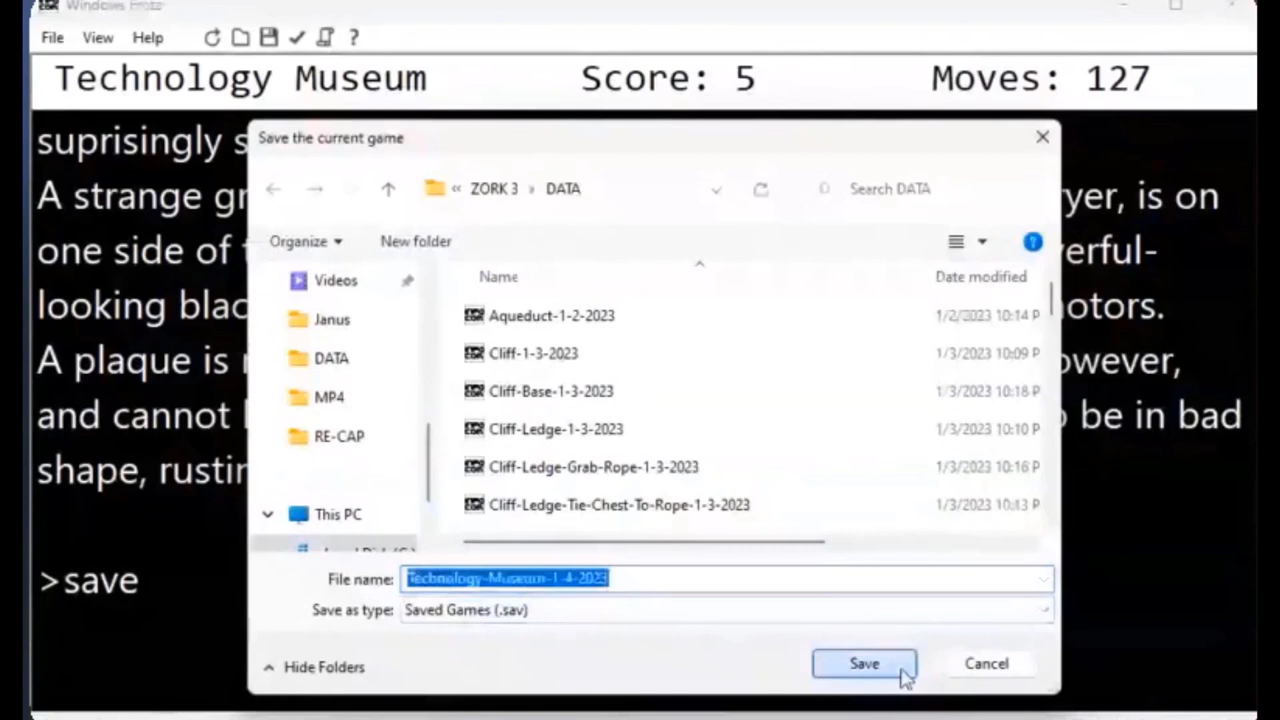 Windows Frotz
File View Help
Technology Museum Score: 5 Moves: 127
suprisingly s
A strange gr ryer, is on
one side of t verful-
looking blac otors.
A plaque is r owever,
and cannot be in bad
shape, rustin
>save
Save the current game
« ZORK 3 › DATA
Search DATA
Organize New folder
Videos
Janus
DATA
MP4
RE-CAP
This PC
Name Date modified
Aqueduct-1-2-2023 1/2/2023 10:14 P
Cliff-1-3-2023 1/3/2023 10:09 P
Cliff-Base-1-3-2023 1/3/2023 10:18 P
Cliff-Ledge-1-3-2023 1/3/2023 10:10 P
Cliff-Ledge-Grab-Rope-1-3-2023 1/3/2023 10:16 P
Cliff-Ledge-Tie-Chest-To-Rope-1-3-2023 1/3/2023 10:13 P
File name: Technology-Museum-1-4-2023
Save as type: Saved Games (.sav)
Hide Folders
Save Cancel